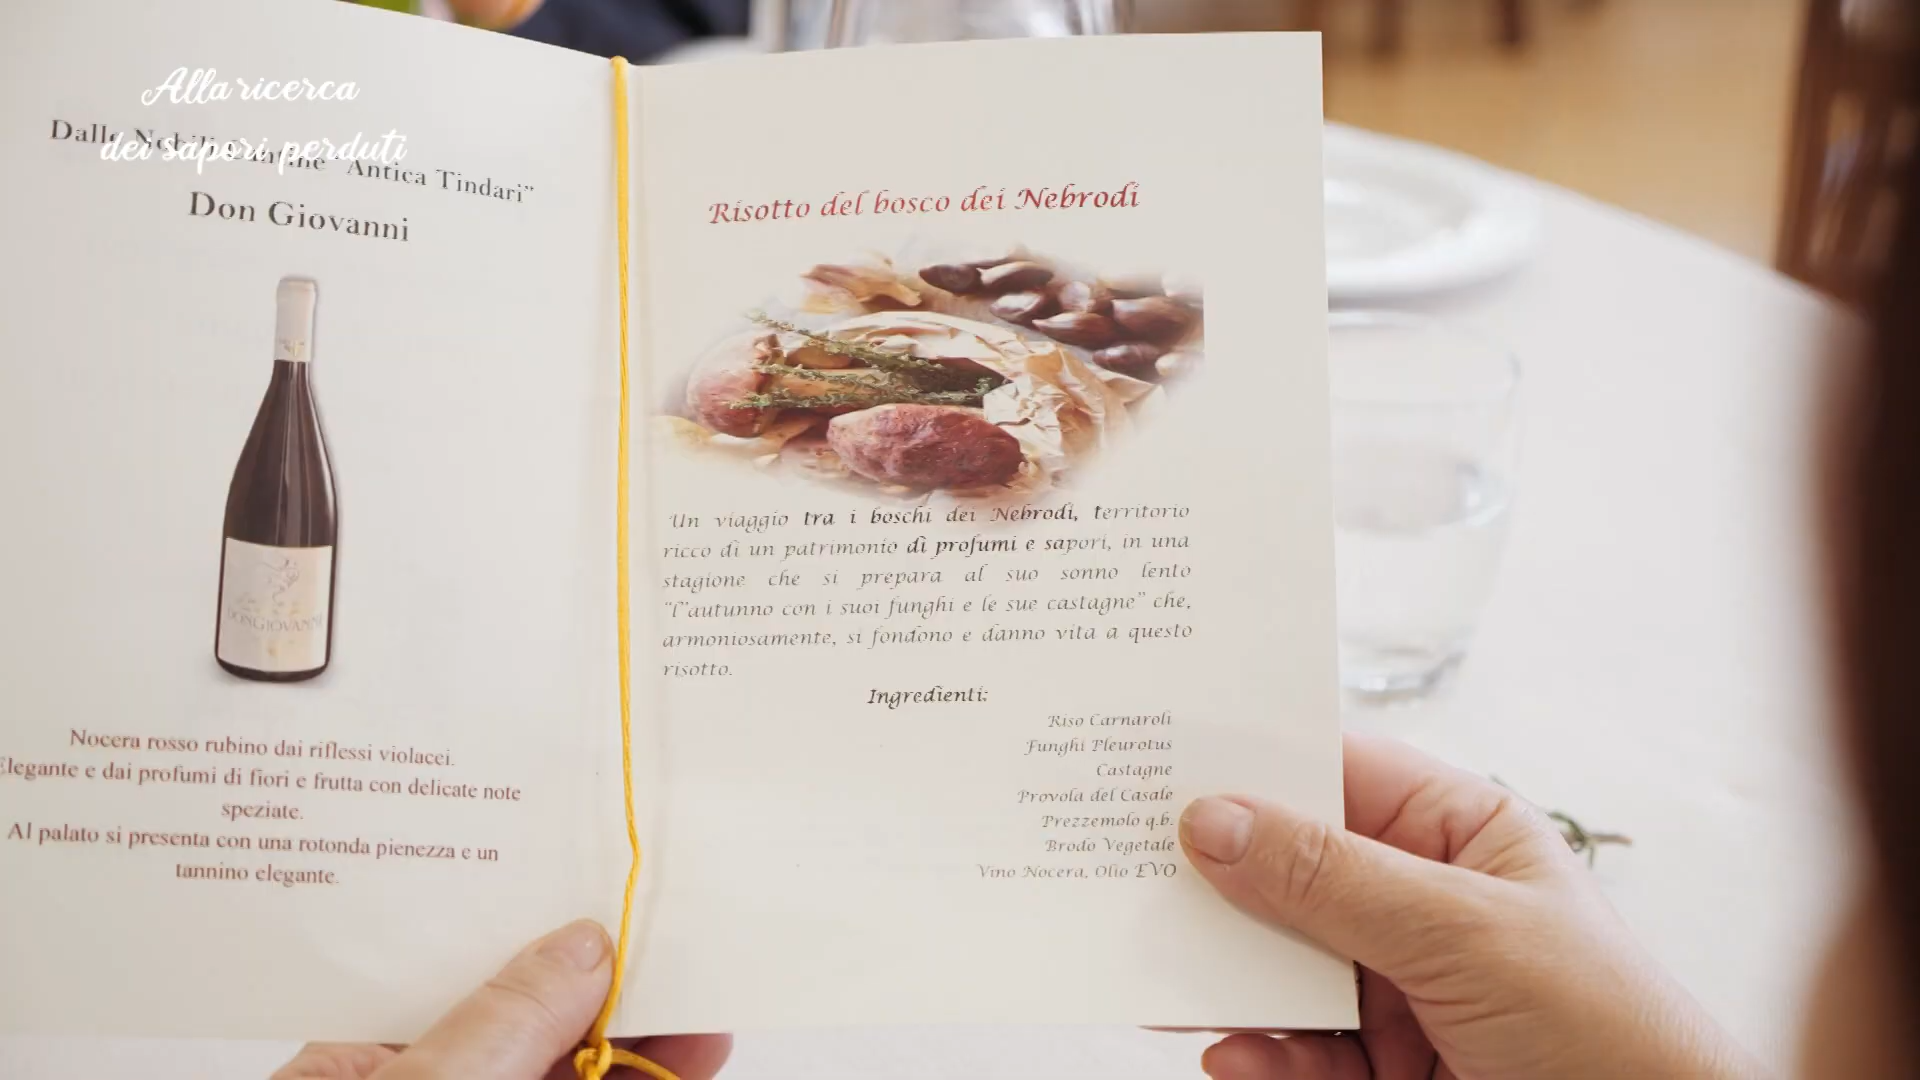 Alla ricerca
dei sapori perduti
Dalle Nobili Cantine "Antica Tindari"
Don Giovanni
DONGIOVANNI
Nocera rosso rubino dai riflessi violacei.
Elegante e dai profumi di fiori e frutta con delicate note
speziate.
Al palato si presenta con una rotonda pienezza e un
tannino elegante.
Risotto del bosco dei Nebrodi
Un viaggio tra i boschi dei Nebrodi, territorio
ricco di un patrimonio di profumi e sapori, in una
stagione che si prepara al suo sonno lento
"l'autunno con i suoi funghi e le sue castagne" che,
armoniosamente, si fondono e danno vita a questo
risotto.
Ingredienti:
Riso Carnaroli
Funghi Pleurotus
Castagne
Provola del Casale
Prezzemolo q.b.
Brodo Vegetale
Vino Nocera, Olio EVO